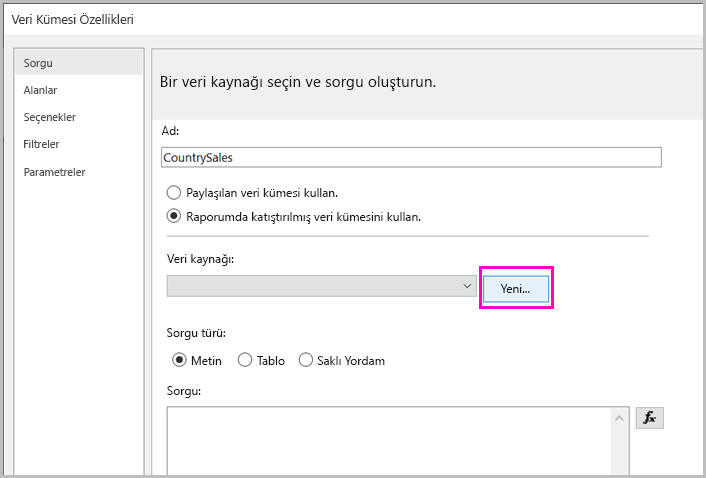 Veri Kümesi Özellikleri
Sorgu
Alanlar
Seçenekler
Filtreler
Parametreler
Bir veri kaynağı seçin ve sorgu oluşturun.
Ad:
CountrySales
Paylaşılan veri kümesi kullan.
Raporumda katıştırılmış veri kümesini kullan.
Veri kaynağı:
Yeni...
Sorgu türü:
Metin Tablo Saklı Yordam
Sorgu:
fx